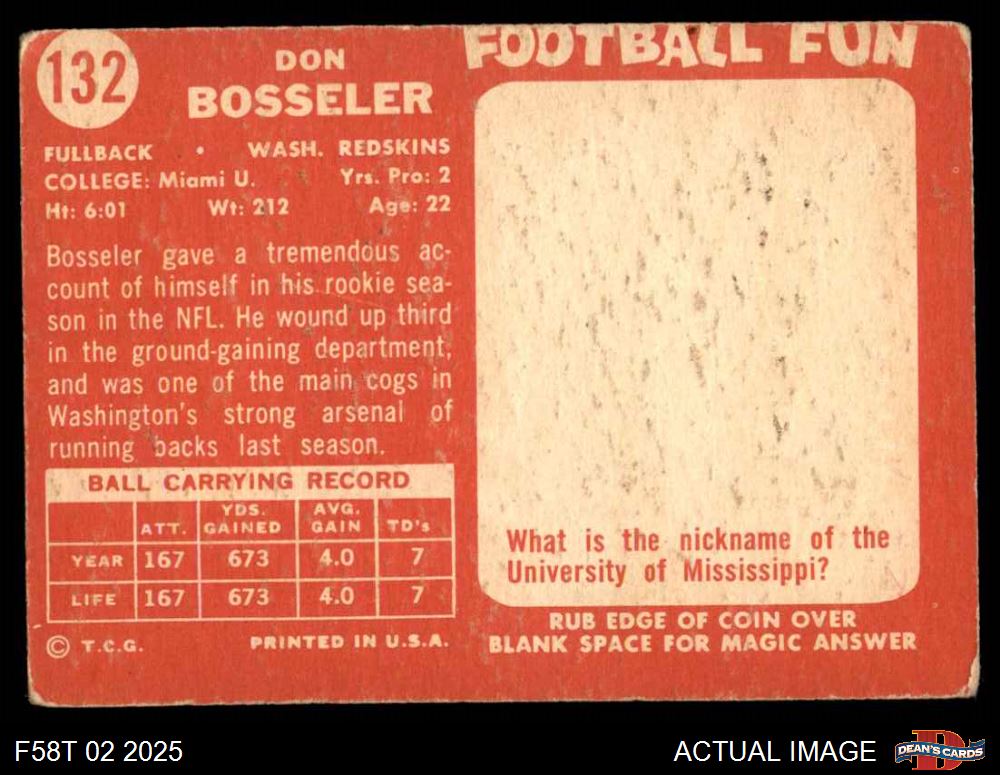 132
DON
BOSSELER
FULLBACK • WASH. REDSKINS
COLLEGE: Miami U. Yrs. Pro: 2
Ht: 6:01 Wt: 212 Age: 22
Bosseler gave a tremendous ac-
count of himself in his rookie sea-
son in the NFL. He wound up third
in the ground-gaining department,
and was one of the main cogs in
Washington's strong arsenal of
running backs last season.
BALL CARRYING RECORD
ATT. YDS. GAINED AVG. GAIN TD's
YEAR 167 673 4.0 7
LIFE 167 673 4.0 7
© T.C.G. PRINTED IN U.S.A.
FOOTBALL FUN
What is the nickname of the
University of Mississippi?
RUB EDGE OF COIN OVER
BLANK SPACE FOR MAGIC ANSWER
F58T 02 2025 ACTUAL IMAGE DEAN'S CARDS